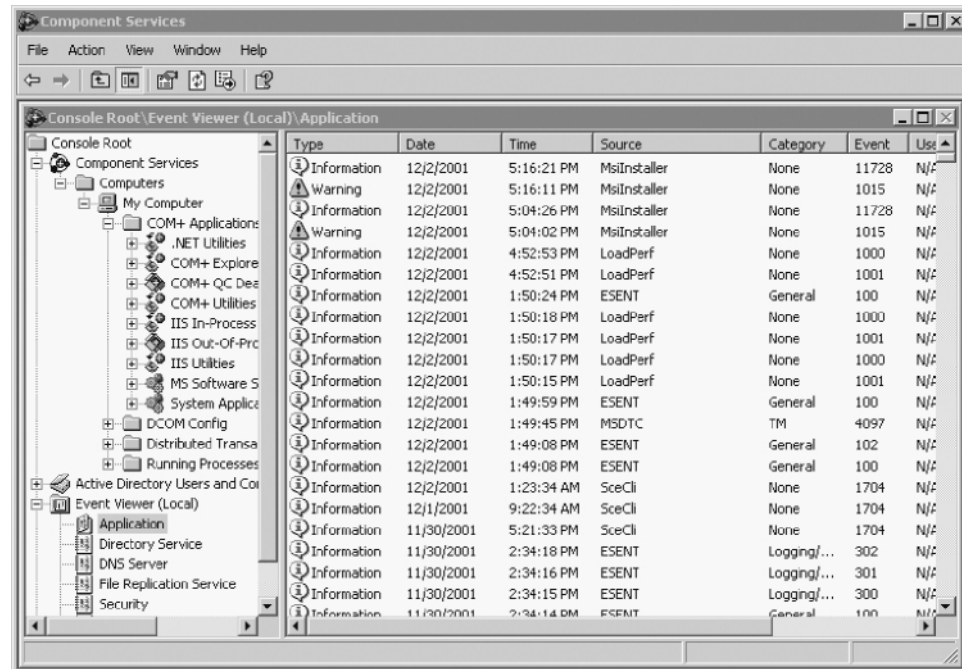 Component Services
File Action View Window Help
Console Root\Event Viewer (Local)\Application
Console Root
Component Services
Computers
My Computer
COM+ Applications
.NET Utilities
COM+ Explore
COM+ QC Dea
COM+ Utilities
IIS In-Process
IIS Out-Of-Pro
IIS Utilities
MS Software S
System Applica
DCOM Config
Distributed Transa
Running Processes
Active Directory Users and Co
Event Viewer (Local)
Application
Directory Service
DNS Server
File Replication Service
Security
Type Date Time Source Category Event Use
Information 12/2/2001 5:16:21 PM MsiInstaller None 11728 N/A
Warning 12/2/2001 5:16:11 PM MsiInstaller None 1015 N/A
Information 12/2/2001 5:04:26 PM MsiInstaller None 11728 N/A
Warning 12/2/2001 5:04:02 PM MsiInstaller None 1015 N/A
Information 12/2/2001 4:52:53 PM LoadPerf None 1000 N/A
Information 12/2/2001 4:52:51 PM LoadPerf None 1001 N/A
Information 12/2/2001 1:50:24 PM ESENT General 100 N/A
Information 12/2/2001 1:50:18 PM LoadPerf None 1000 N/A
Information 12/2/2001 1:50:17 PM LoadPerf None 1001 N/A
Information 12/2/2001 1:50:17 PM LoadPerf None 1000 N/A
Information 12/2/2001 1:50:15 PM LoadPerf None 1001 N/A
Information 12/2/2001 1:49:59 PM ESENT General 100 N/A
Information 12/2/2001 1:49:45 PM MSDTC TM 4097 N/A
Information 12/2/2001 1:49:08 PM ESENT General 102 N/A
Information 12/2/2001 1:49:08 PM ESENT General 100 N/A
Information 12/2/2001 1:23:34 AM SceCli None 1704 N/A
Information 12/1/2001 9:22:34 AM SceCli None 1704 N/A
Information 11/30/2001 5:21:33 PM SceCli None 1704 N/A
Information 11/30/2001 2:34:18 PM ESENT Logging/... 302 N/A
Information 11/30/2001 2:34:16 PM ESENT Logging/... 301 N/A
Information 11/30/2001 2:34:15 PM ESENT Logging/... 300 N/A
Information 11/30/2001 2:34:14 PM ESENT General 100 N/A